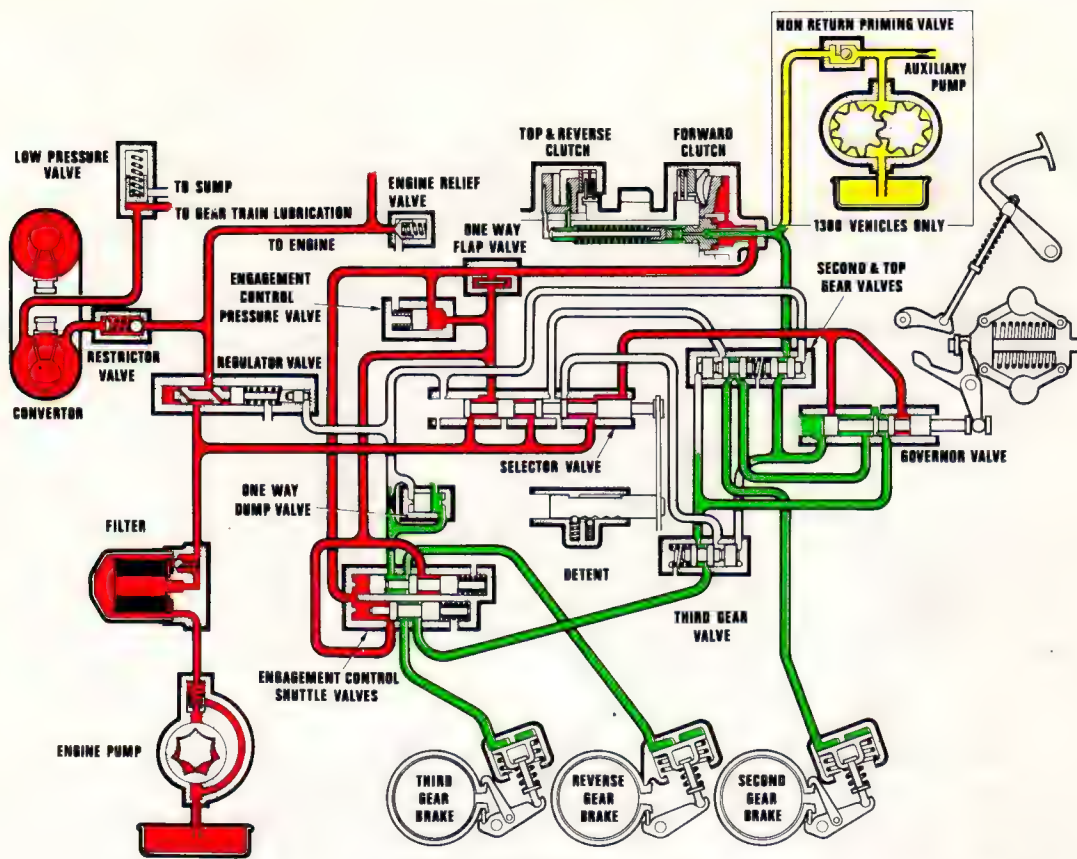 NON RETURN PRIMING VALVE
AUXILIARY
PUMP
1300 VEHICLES ONLY
TOP & REVERSE
CLUTCH
FORWARD
CLUTCH
LOW PRESSURE
VALVE
TO SUMP
TO GEAR TRAIN LUBRICATION
ENGINE RELIEF
VALVE
TO ENGINE
ONE WAY
FLAP VALVE
SECOND & TOP
GEAR VALVES
ENGAGEMENT
CONTROL
PRESSURE VALVE
RESTRICTOR
VALVE
REGULATOR VALVE
CONVERTOR
SELECTOR VALVE
GOVERNOR VALVE
ONE WAY
DUMP VALVE
FILTER
DETENT
THIRD GEAR
VALVE
ENGAGEMENT CONTROL
SHUTTLE VALVES
ENGINE PUMP
THIRD
GEAR
BRAKE
REVERSE
GEAR
BRAKE
SECOND
GEAR
BRAKE